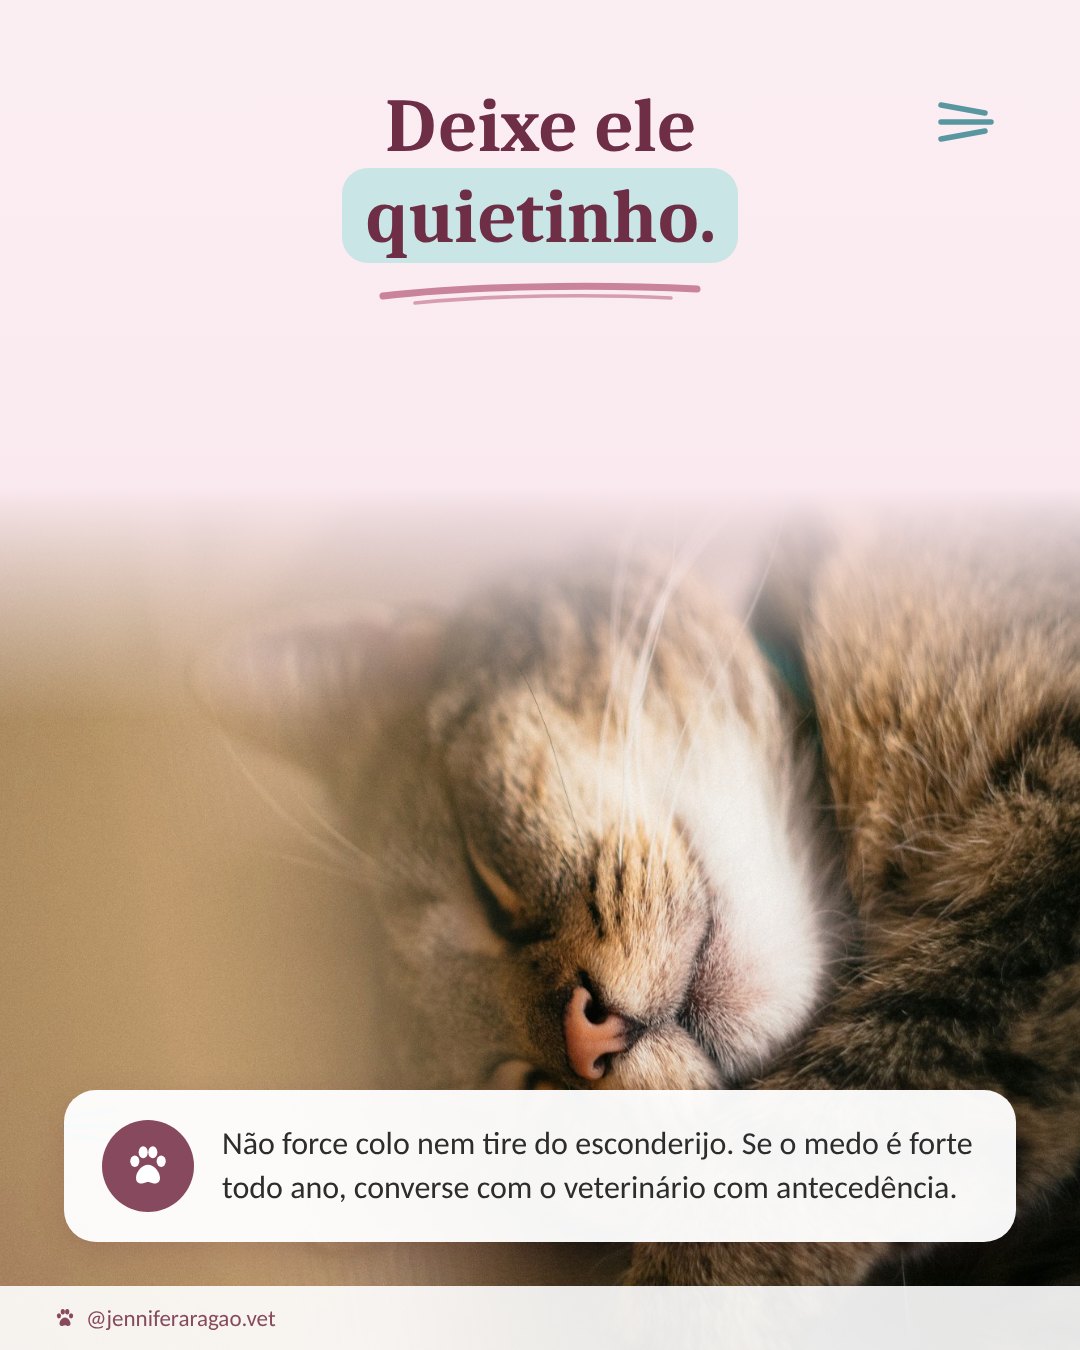 Deixe ele
quietinho.
Não force colo nem tire do esconderijo. Se o medo é forte
todo ano, converse com o veterinário com antecedência.
@jenniferaragao.vet